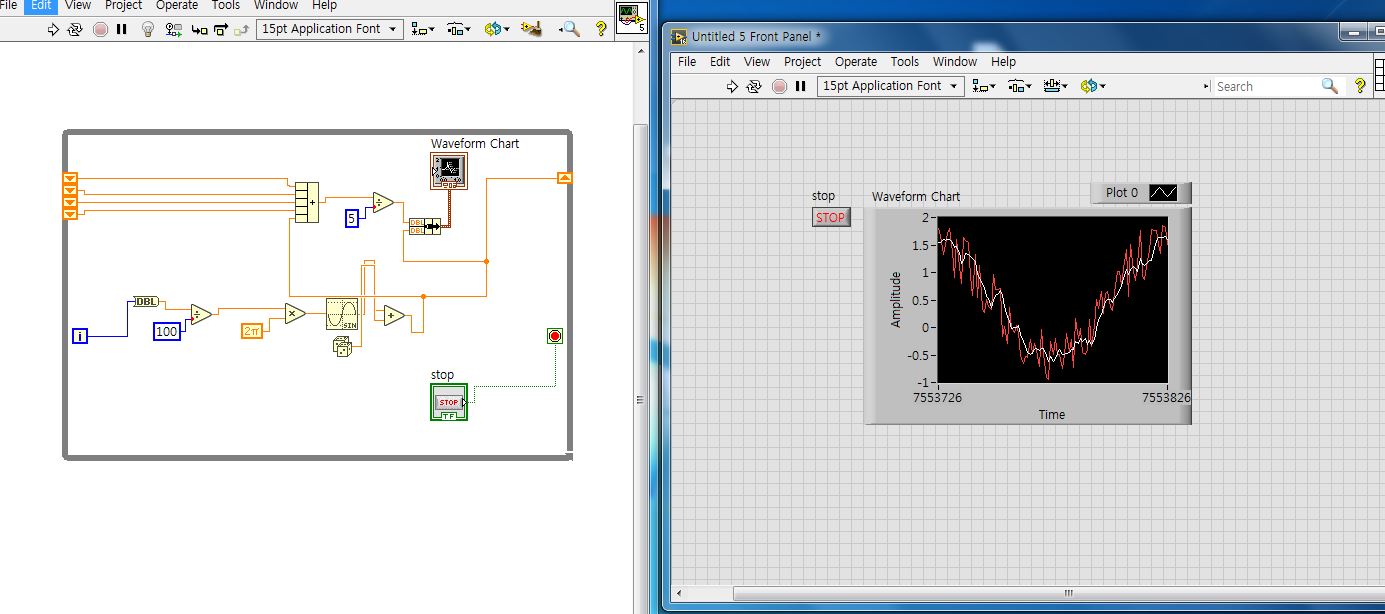 File Edit View Project Operate Tools Window Help
15pt Application Font
?
5
Waveform Chart
+
÷
5
DBL
DBL
DBL
÷
100
×
2π
SIN
+
i
stop
STOP
TF
Untitled 5 Front Panel *
File Edit View Project Operate Tools Window Help
15pt Application Font
Search
?
stop
STOP
Waveform Chart
Plot 0
2
1.5
1
0.5
0
-0.5
-1
Amplitude
7553726
7553826
Time